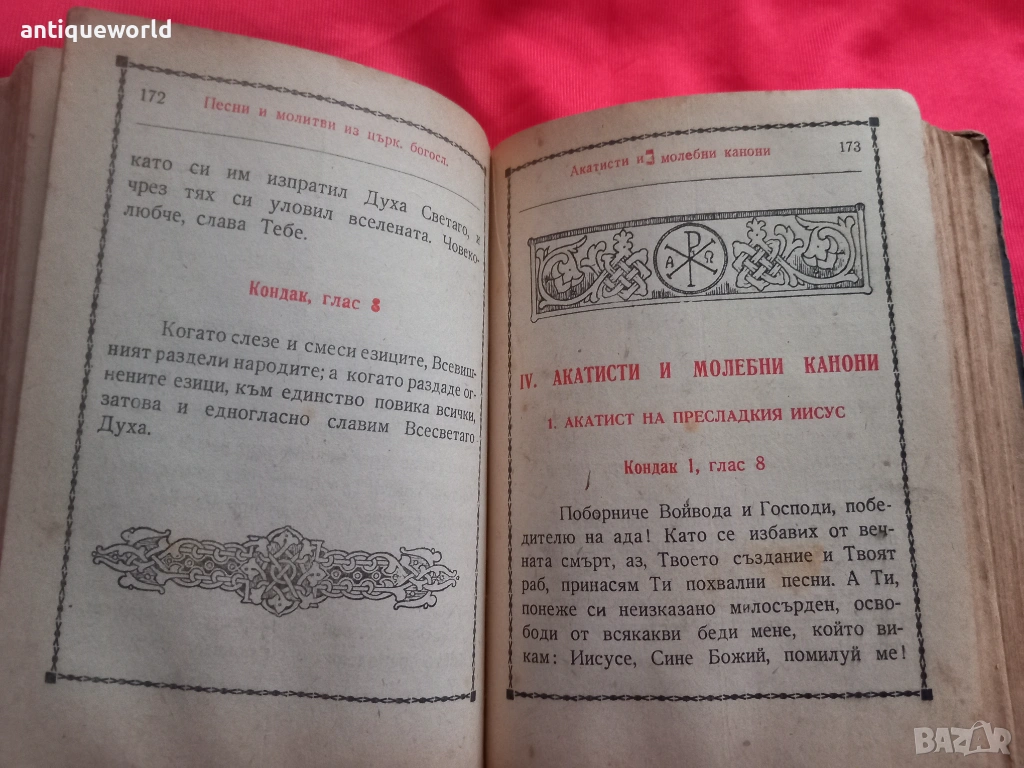 antiqueworld
172 Песни и молитви из църк. богосл.
като си им изпратил Духа Светаго, и
чрез тях си уловил вселената. Човеко-
любче, слава Тебе.
Кондак, глас 8
Когато слезе и смеси езиците, Всевиш-
ният раздели народите; а когато раздаде ог-
нените езици, към единство повика всички,
затова и едногласно славим Всесветаго
Духа.
Акатисти и молебни канони 173
А Ω
IV. АКАТИСТИ И МОЛЕБНИ КАНОНИ
1. АКАТИСТ НА ПРЕСЛАДКИЯ ИИСУС
Кондак 1, глас 8
Поборниче Войвода и Господи, побе-
дителю на ада! Като се избавих от веч-
ната смърт, аз, Твоето създание и Твоят
раб, принасям Ти похвални песни. А Ти,
понеже си неизказано милосърден, осво-
боди от всякакви беди мене, който ви-
кам: Иисусе, Сине Божий, помилуй ме!
BAZAR